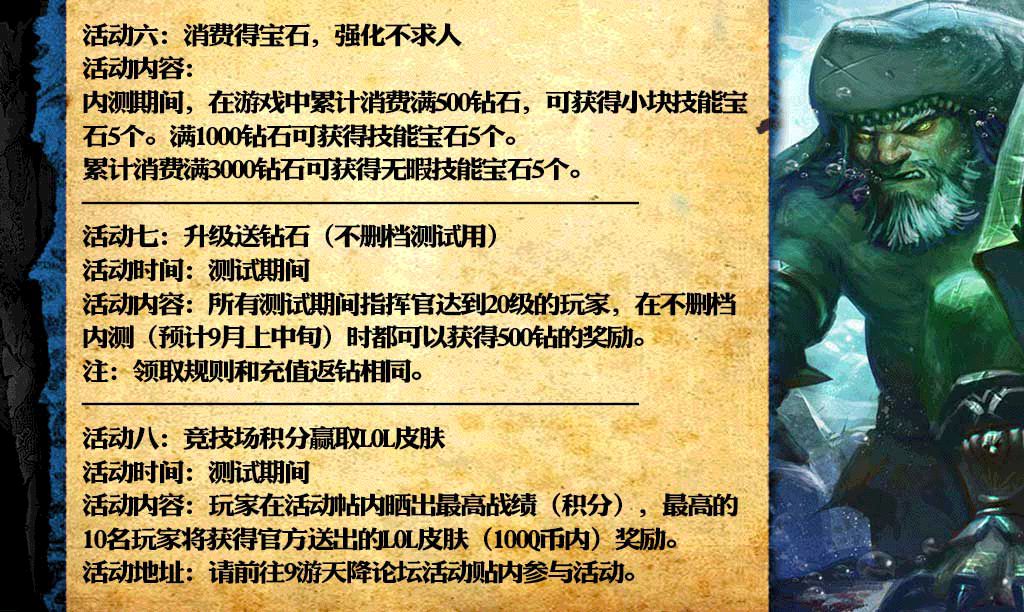 活动六：消费得宝石，强化不求人
活动内容：
内测期间，在游戏中累计消费满500钻石，可获得小块技能宝
石5个。满1000钻石可获得技能宝石5个。
累计消费满3000钻石可获得无暇技能宝石5个。
活动七：升级送钻石（不删档测试用）
活动时间：测试期间
活动内容：所有测试期间指挥官达到20级的玩家，在不删档
内测（预计9月上中旬）时都可以获得500钻的奖励。
注：领取规则和充值返钻相同。
活动八：竞技场积分赢取LOL皮肤
活动时间：测试期间
活动内容：玩家在活动帖内晒出最高战绩（积分），最高的
10名玩家将获得官方送出的LOL皮肤（100Q币内）奖励。
活动地址：请前往9游天降论坛活动贴内参与活动。